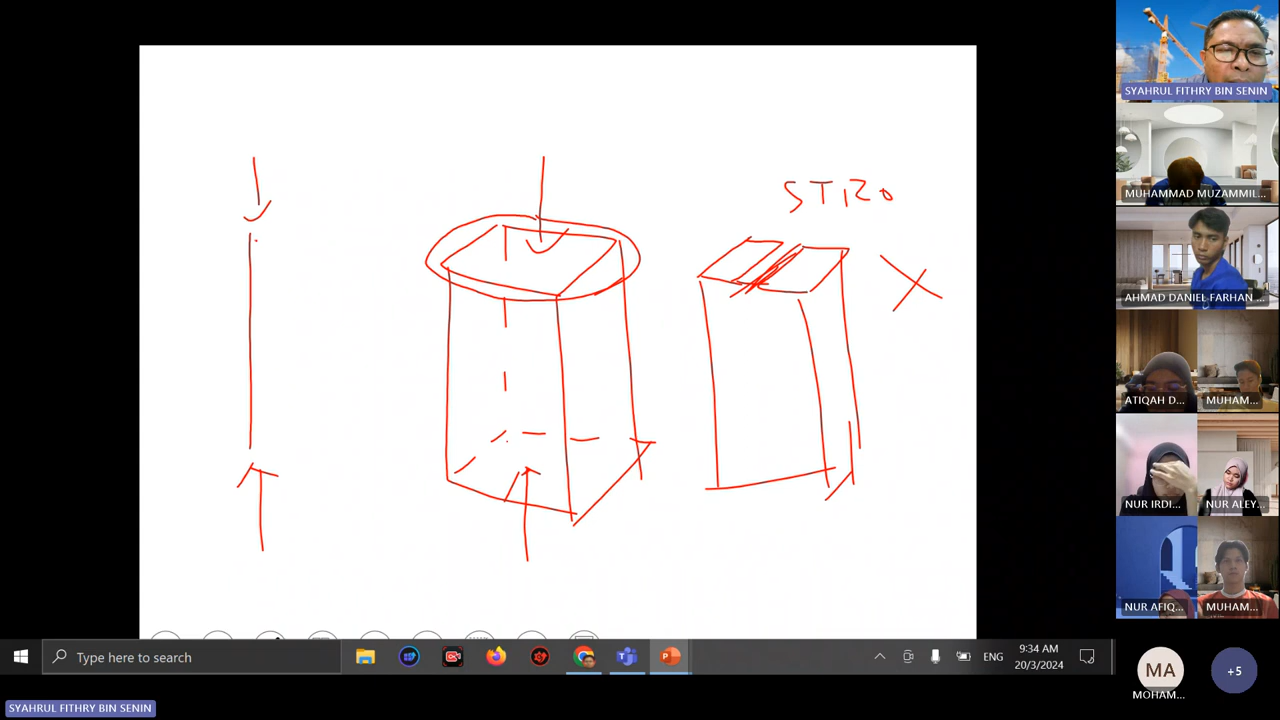 STRo
SYAHRUL FITHRY BIN SENIN
MUHAMMAD MUZAMMIL...
AHMAD DANIEL FARHAN ...
ATIQAH D...
MUHAM...
NUR IRDI...
NUR ALEY...
NUR AFIQ...
MUHAM...
MA
+5
MOHAM...
Type here to search
ENG
9:34 AM
20/3/2024
SYAHRUL FITHRY BIN SENIN